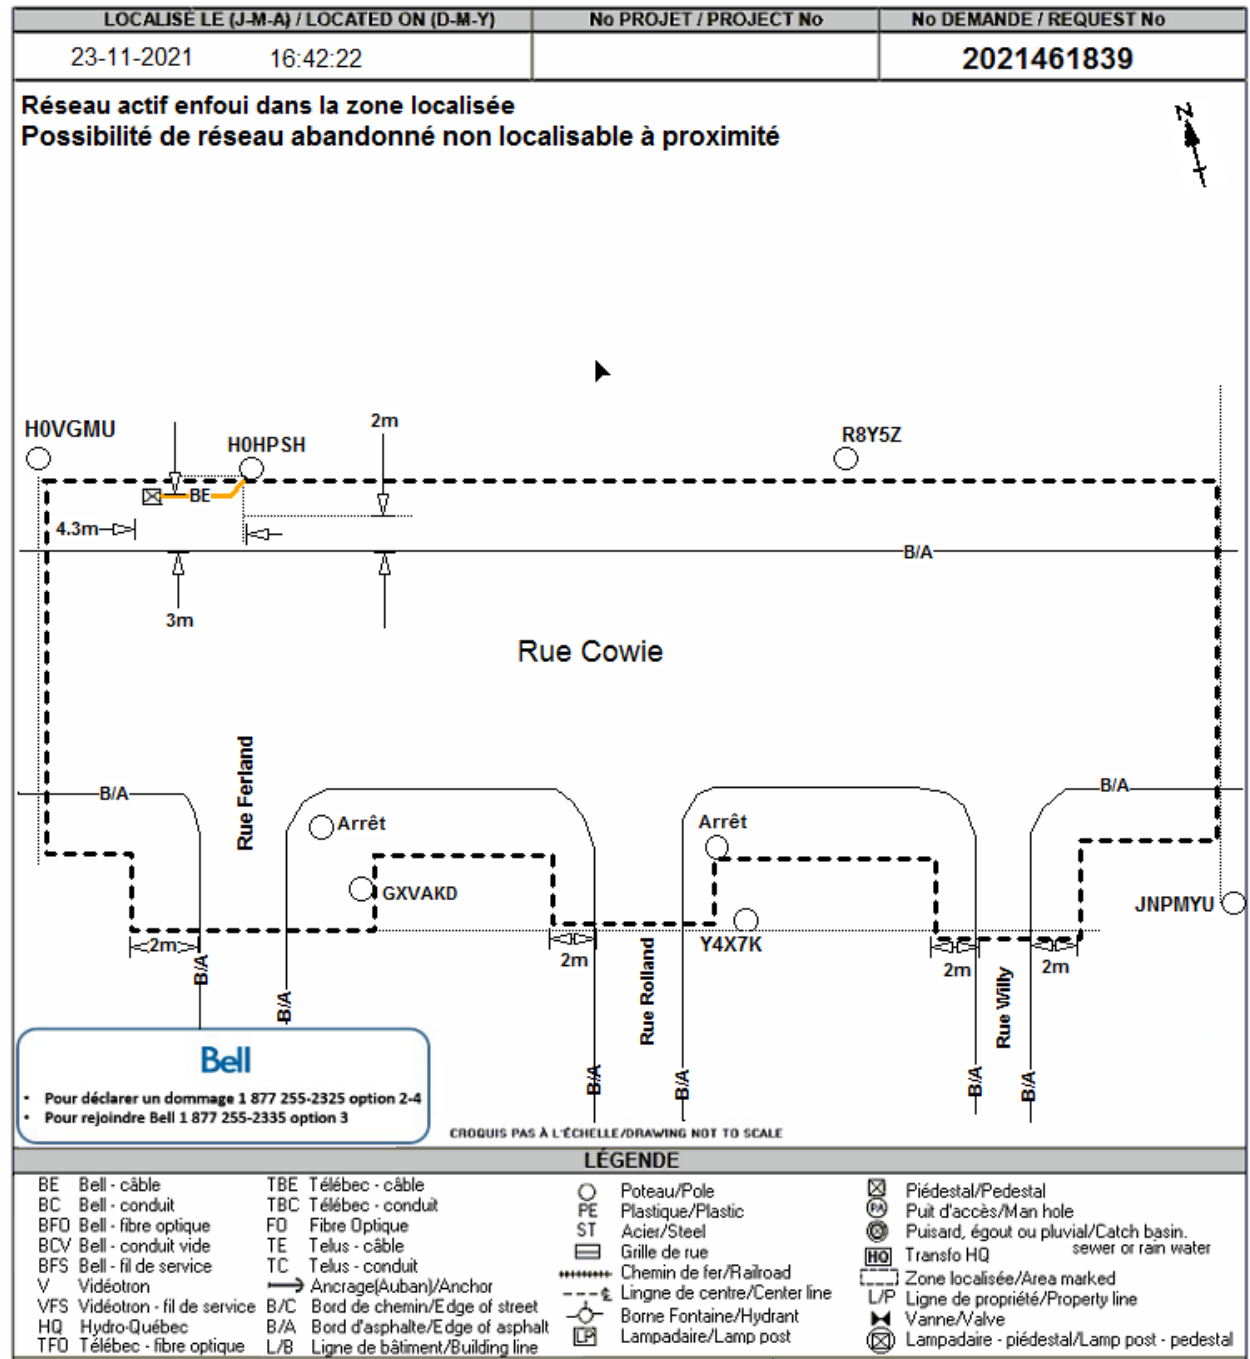 LOCALISÉ LE (J-M-A) / LOCATED ON (D-M-Y)
No PROJET / PROJECT No
No DEMANDE / REQUEST No
23-11-2021 16:42:22
2021461839
Réseau actif enfoui dans la zone localisée
Possibilité de réseau abandonné non localisable à proximité
N
2m
H0VGMU
H0HPSH
R8Y5Z
BE
4.3m
B/A
3m
Rue Cowie
Rue Ferland
B/A
B/A
Arrêt
Arrêt
GXVAKD
JNPMYU
Y4X7K
2m
2m
2m
2m
Rue Rolland
Rue Willy
B/A
B/A
B/A
B/A
B/A
B/A
Bell
• Pour déclarer un dommage 1 877 255-2325 option 2-4
• Pour rejoindre Bell 1 877 255-2335 option 3
CROQUIS PAS À L'ÉCHELLE/DRAWING NOT TO SCALE
LÉGENDE
BE Bell - câble
BC Bell - conduit
BFO Bell - fibre optique
BCV Bell - conduit vide
BFS Bell - fil de service
V Vidéotron
VFS Vidéotron - fil de service
HQ Hydro-Québec
TFO Télébec - fibre optique
TBE Télébec - câble
TBC Télébec - conduit
FO Fibre Optique
TE Telus - câble
TC Telus - conduit
Ancrage(Auban)/Anchor
B/C Bord de chemin/Edge of street
B/A Bord d'asphalte/Edge of asphalt
L/B Ligne de bâtiment/Building line
Poteau/Pole
PE Plastique/Plastic
ST Acier/Steel
Grille de rue
Chemin de fer/Railroad
Lingne de centre/Center line
Borne Fontaine/Hydrant
LP Lampadaire/Lamp post
Piédestal/Pedestal
PA Puit d'accès/Man hole
Puisard, égout ou pluvial/Catch basin.
sewer or rain water
HQ Transfo HQ
Zone localisée/Area marked
L/P Ligne de propriété/Property line
Vanne/Valve
Lampadaire - piédestal/Lamp post - pedestal